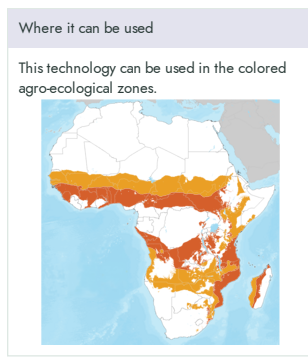 Where it can be used
This technology can be used in the colored
agro-ecological zones.